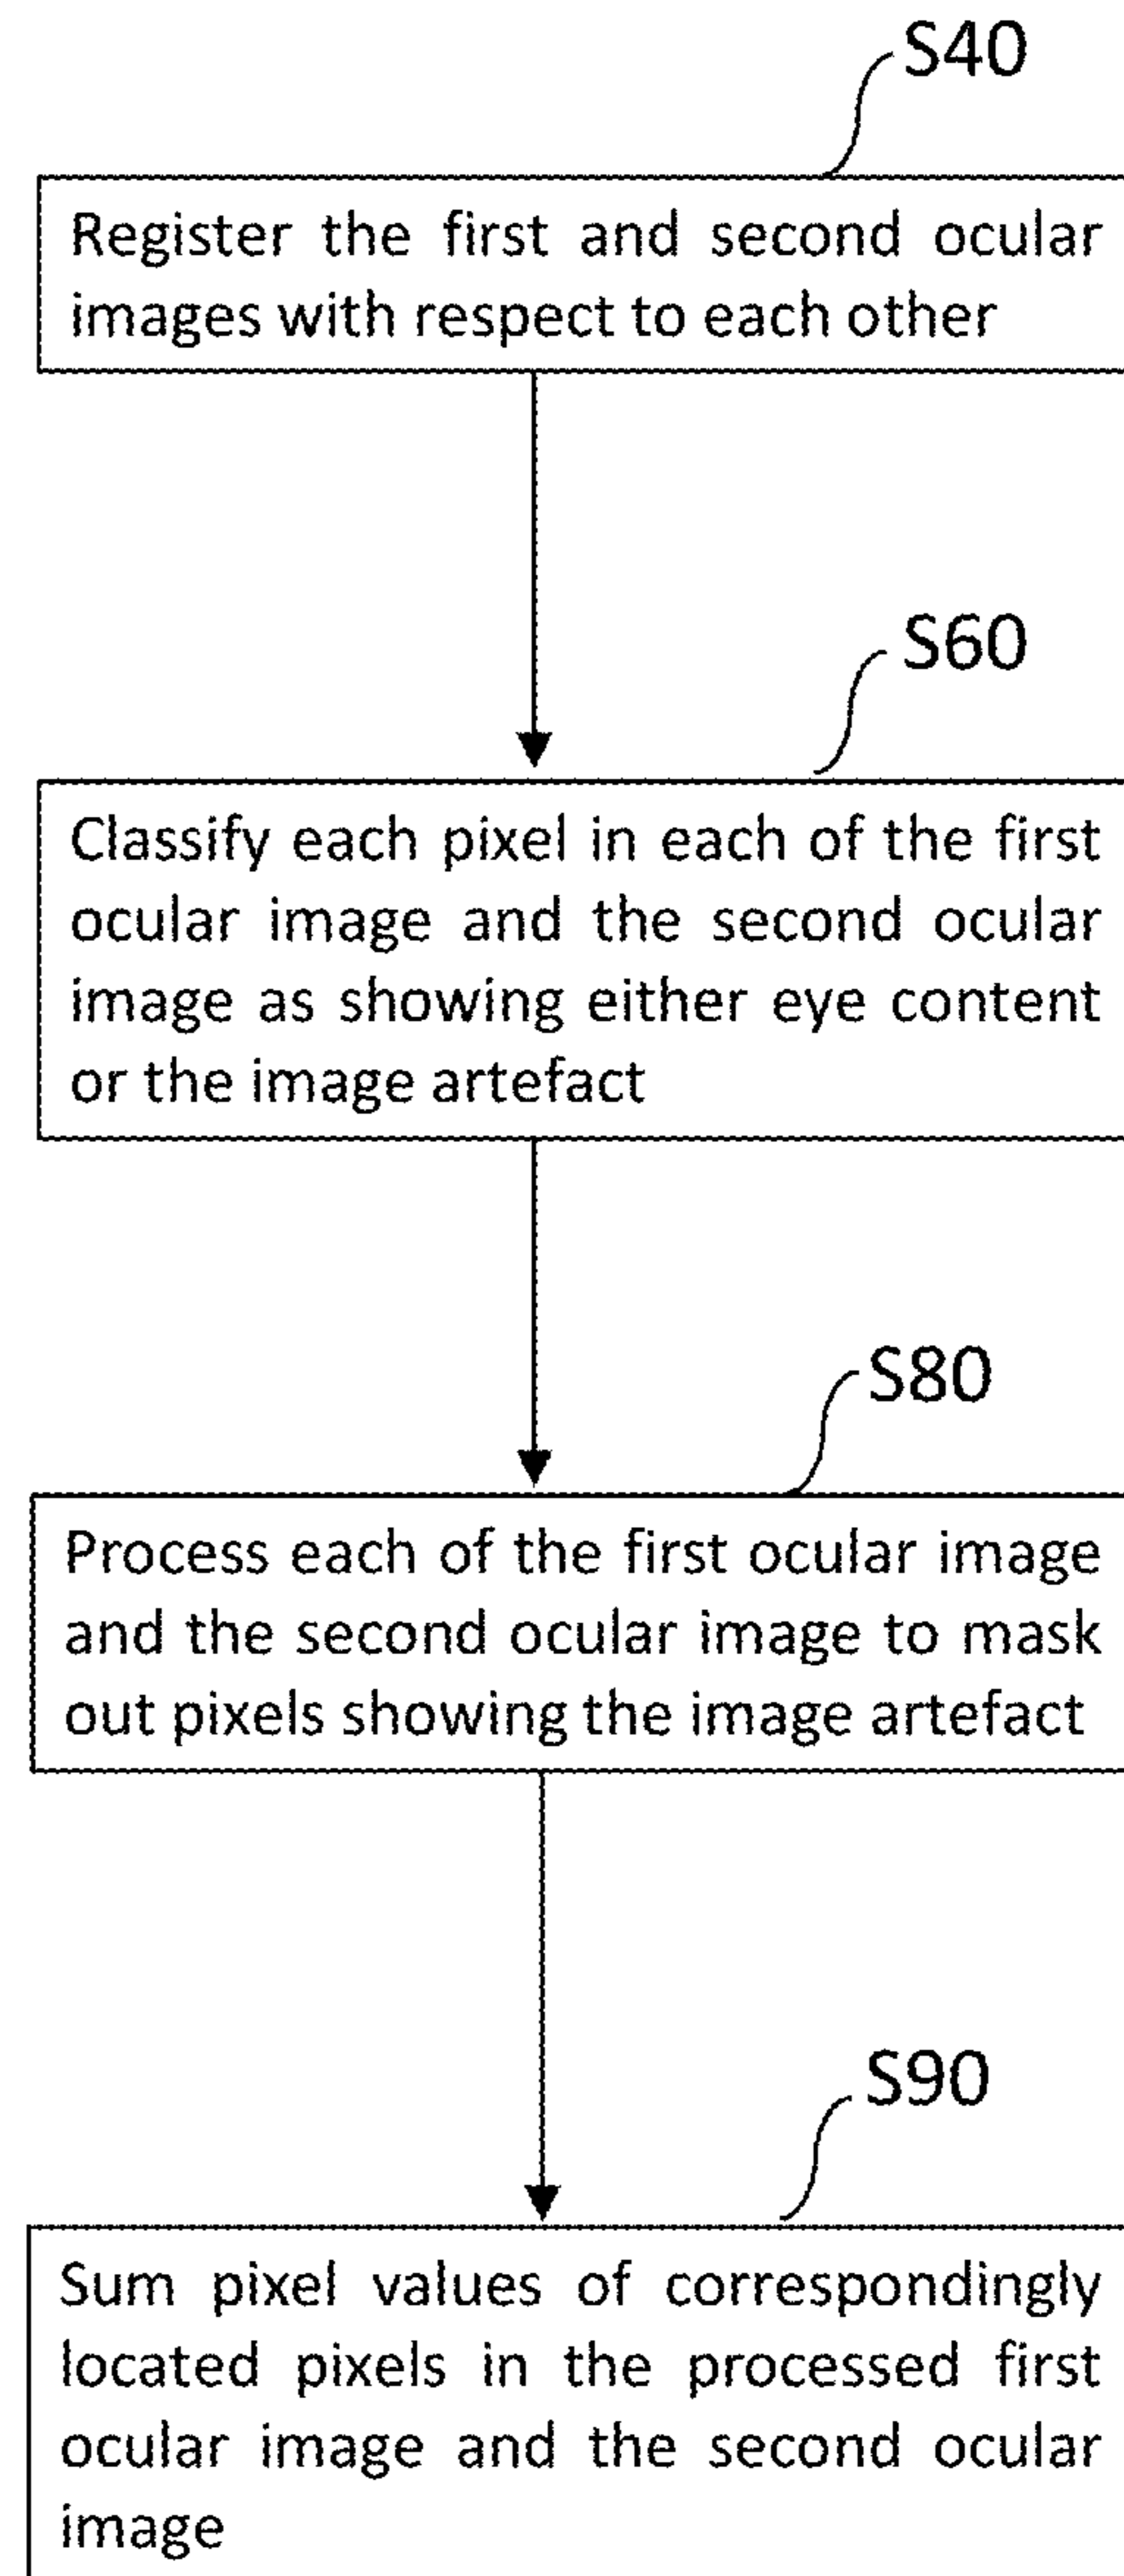 S40
Register the first and second ocular
images with respect to each other
S60
Classify each pixel in each of the first
ocular image and the second ocular
image as showing either eye content
or the image artefact
S80
Process each of the first ocular image
and the second ocular image to mask
out pixels showing the image artefact
S90
Sum pixel values of correspondingly
located pixels in the processed first
ocular image and the second ocular
image